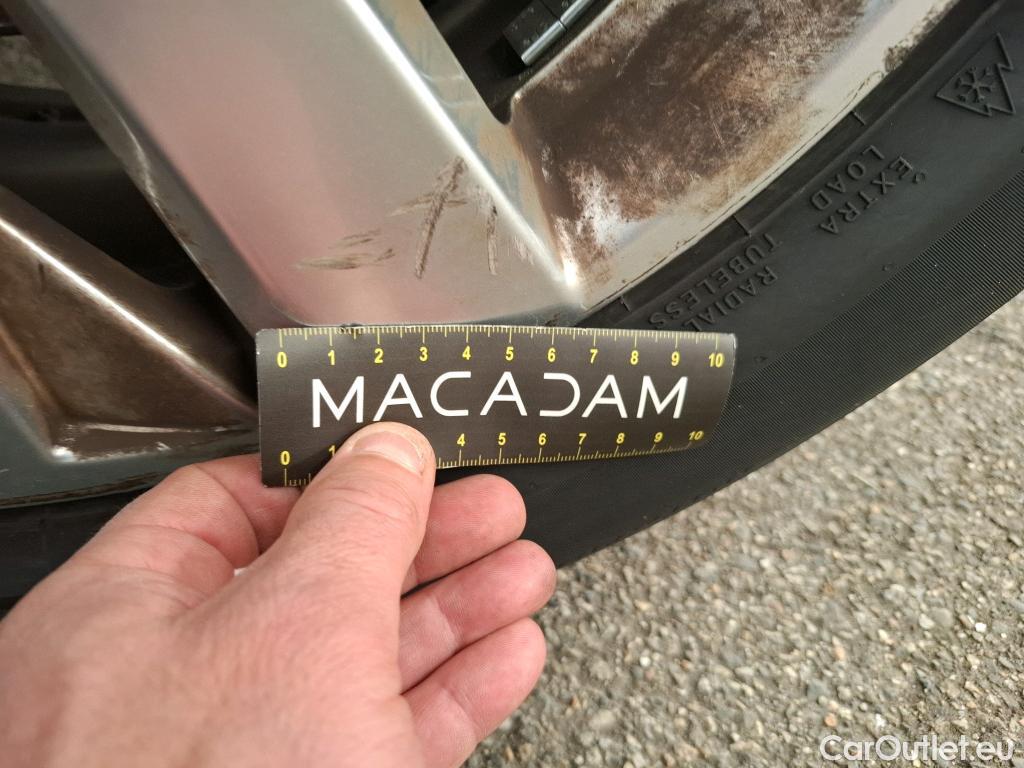 EXTRA
LOAD
RADIAL
TUBELESS
0 1 2 3 4 5 6 7 8 9 10
MACADAM
0 1 4 5 6 7 8 9 10
CarOutlet.eu